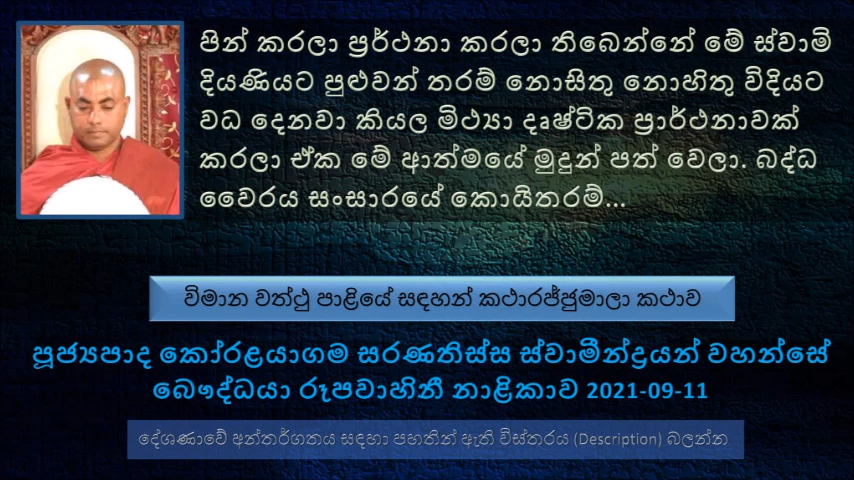 පින් කරලා ප්‍රර්ථනා කරලා තිබෙන්නේ මේ ස්වාමි
දියණියට පුළුවන් තරම් නොසිතු නොහිතු විදියට
වධ දෙනවා කියල මිථ්‍යා දෘෂ්ටික ප්‍රාර්ථනාවක්
කරලා ඒක මේ ආත්මයේ මුදුන් පත් වෙලා. බද්ධ
වෛරය සංසාරයේ කොයිතරම්...
විමාන වත්ථු පාළියේ සඳහන් කථාරජ්ජුමාලා කථාව
පූජ්‍යපාද කෝරළයාගම සරණතිස්ස ස්වාමීන්ද්‍රයන් වහන්සේ
බෞද්ධයා රූපවාහිනී නාළිකාව 2021-09-11
දේශණාවේ අන්තර්ගතය සඳහා පහතින් ඇති විස්තරය (Description) බලන්න